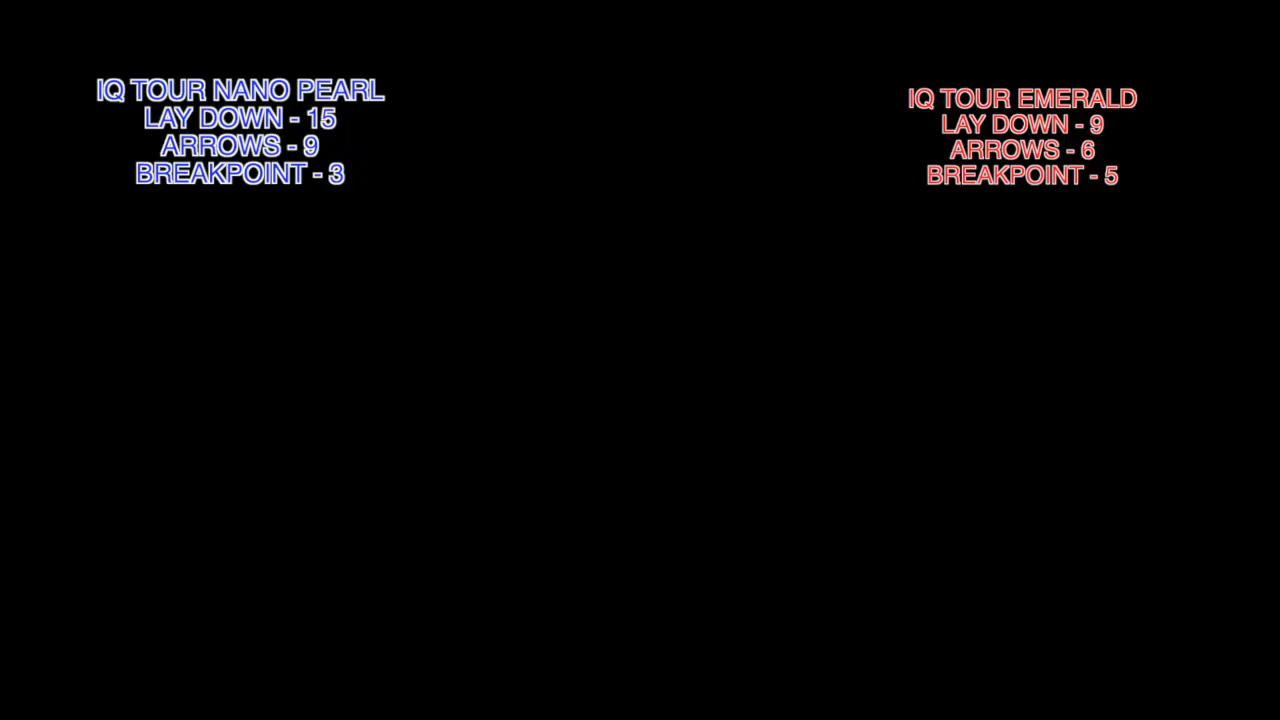 IQ TOUR NANO PEARL
LAY DOWN - 15
ARROWS - 9
BREAKPOINT - 3
IQ TOUR EMERALD
LAY DOWN - 9
ARROWS - 6
BREAKPOINT - 5